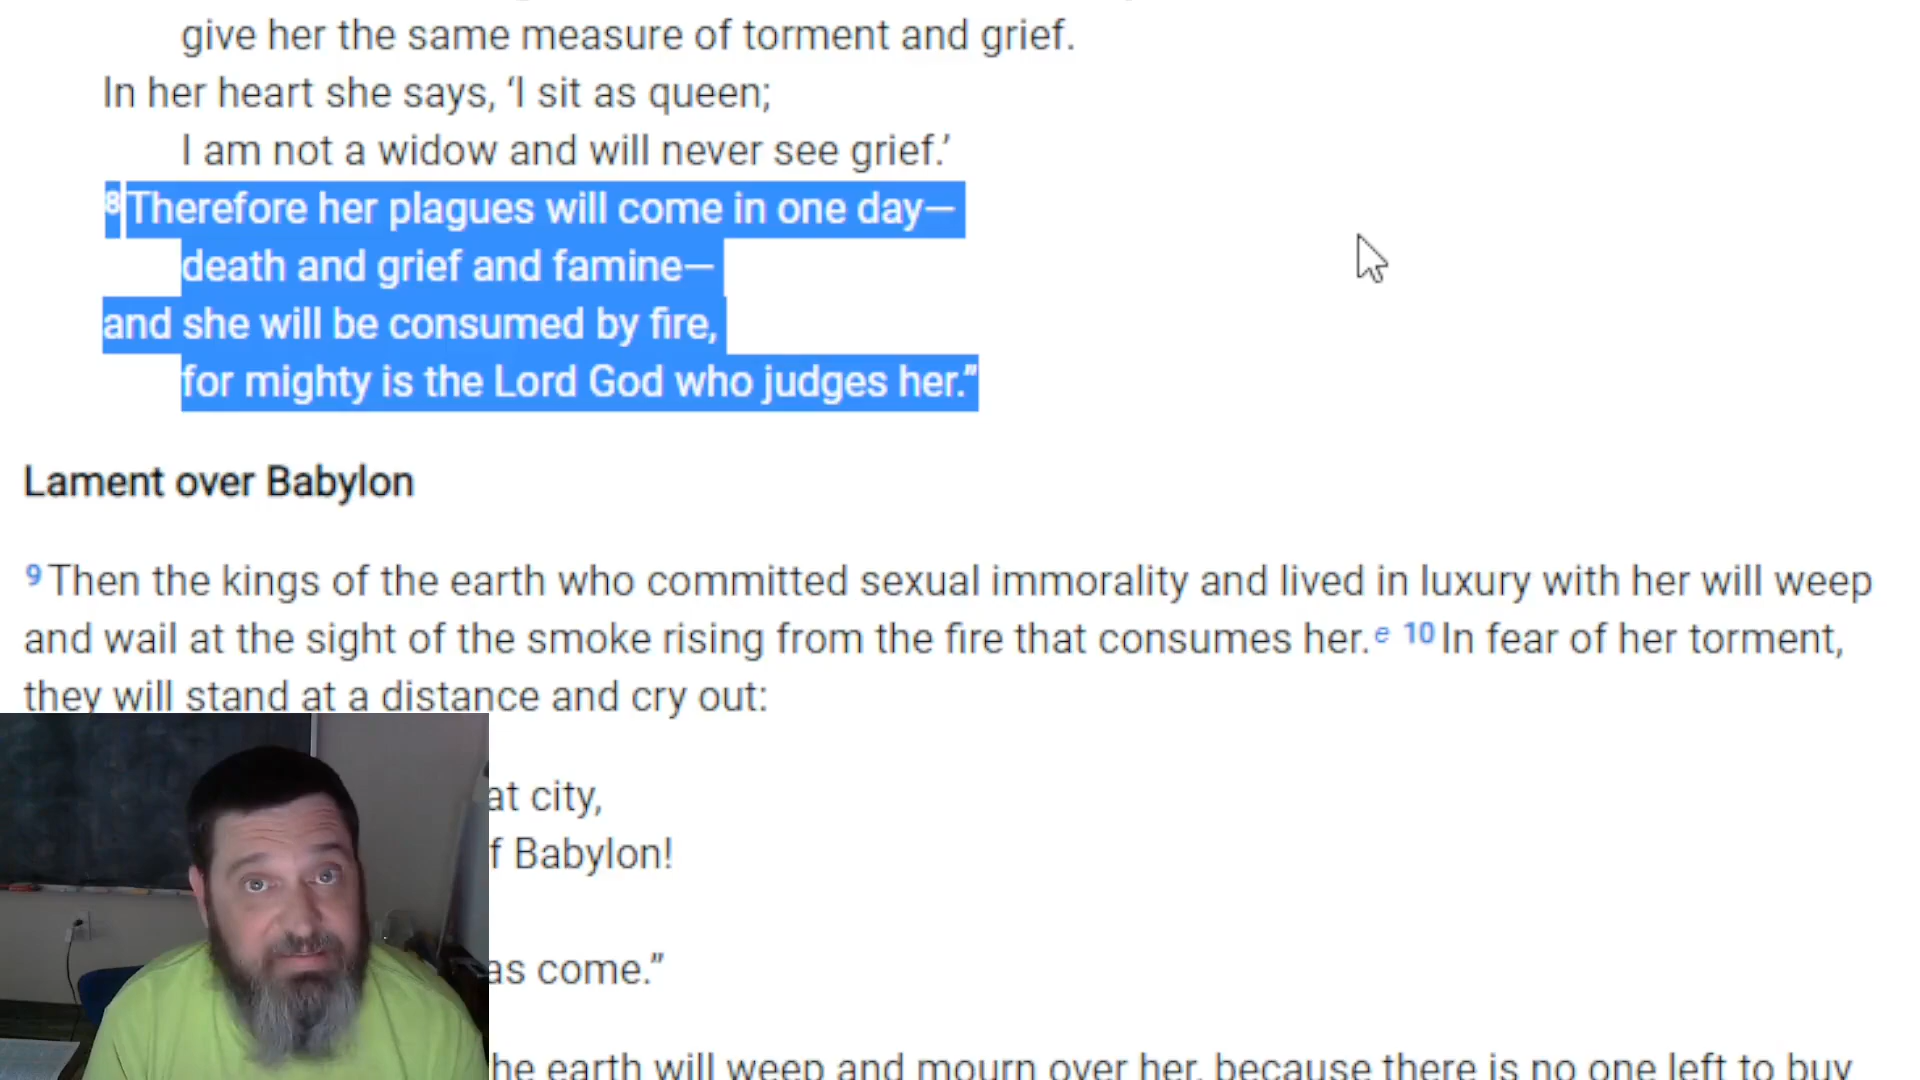 give her the same measure of torment and grief.
In her heart she says, ‘I sit as queen;
I am not a widow and will never see grief.’
8 Therefore her plagues will come in one day—
death and grief and famine—
and she will be consumed by fire,
for mighty is the Lord God who judges her.”
Lament over Babylon
9 Then the kings of the earth who committed sexual immorality and lived in luxury with her will weep
and wail at the sight of the smoke rising from the fire that consumes her. e 10 In fear of her torment,
they will stand at a distance and cry out:
at city,
f Babylon!
as come.”
he earth will weep and mourn over her, because there is no one left to buy